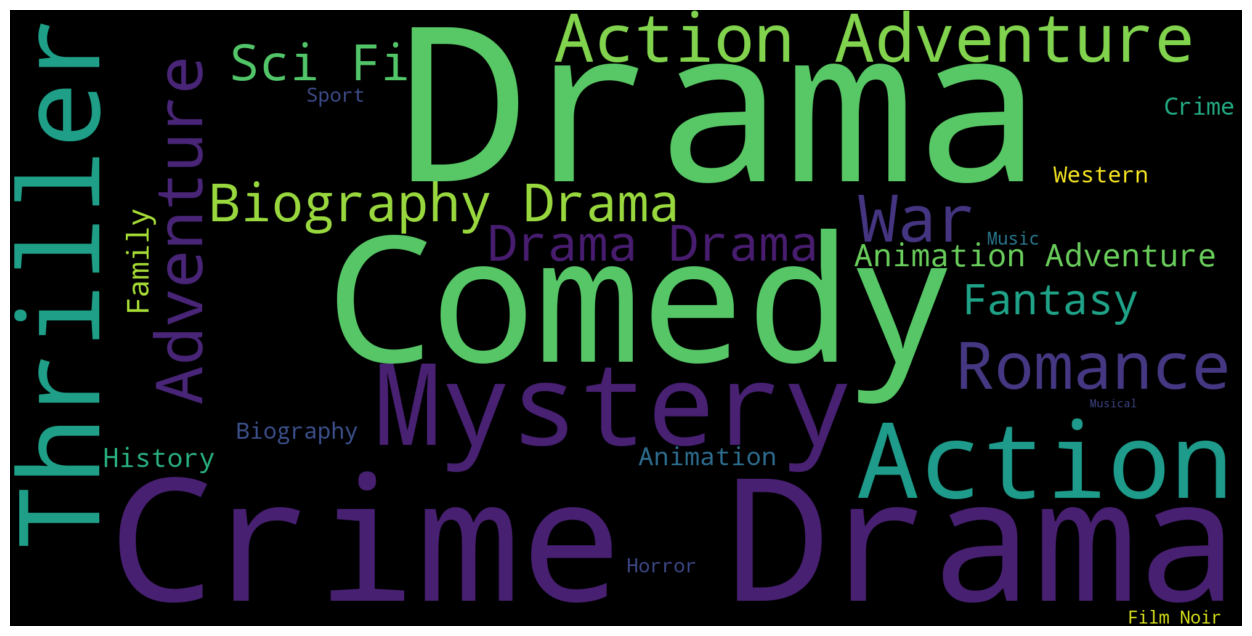 Thriller
Adventure
Family
Sci Fi
Sport
Drama
Action Adventure
Crime
Western
Biography Drama
War
Drama Drama
Music
Animation Adventure
Comedy
Fantasy
Romance
Mystery
Musical
Biography
History
Animation
Action
Crime Drama
Horror
Film Noir